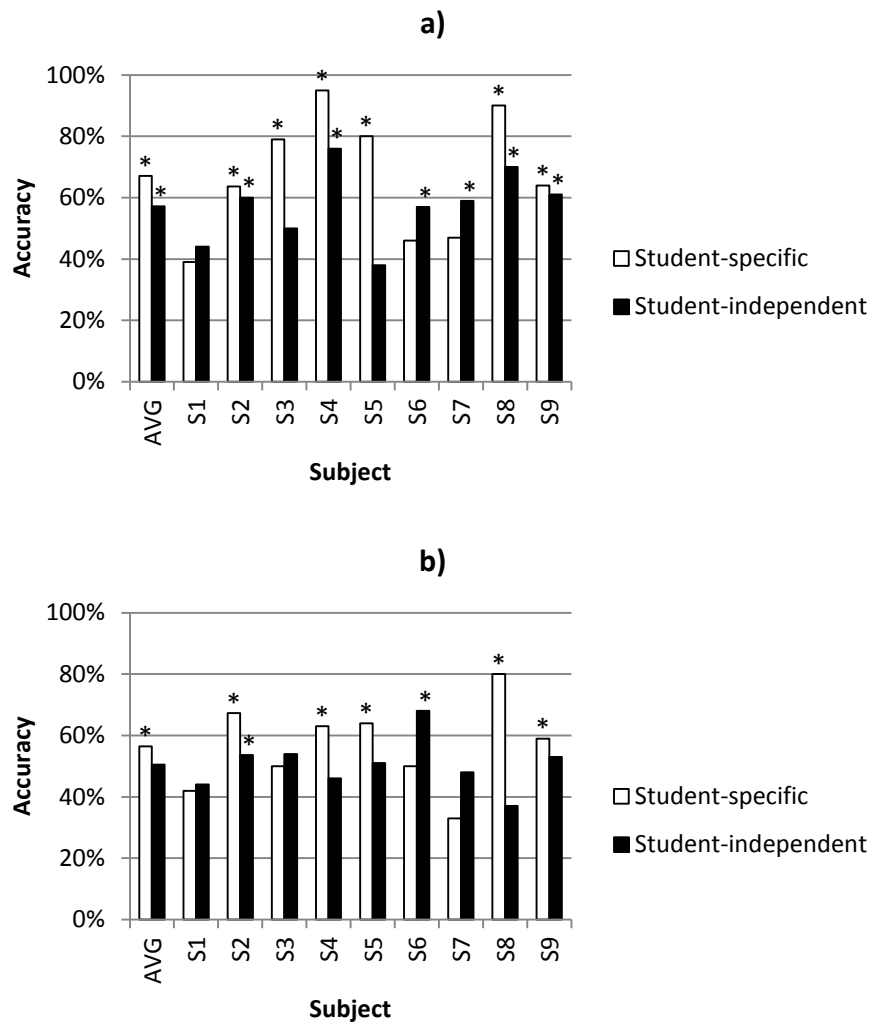 a)
100%
80%
60%
40%
20%
0%
Accuracy
* * * * * * * * * * * * * *
AVG S1 S2 S3 S4 S5 S6 S7 S8 S9
Subject
Student-specific
Student-independent
b)
100%
80%
60%
40%
20%
0%
Accuracy
* * * * * * * *
AVG S1 S2 S3 S4 S5 S6 S7 S8 S9
Subject
Student-specific
Student-independent